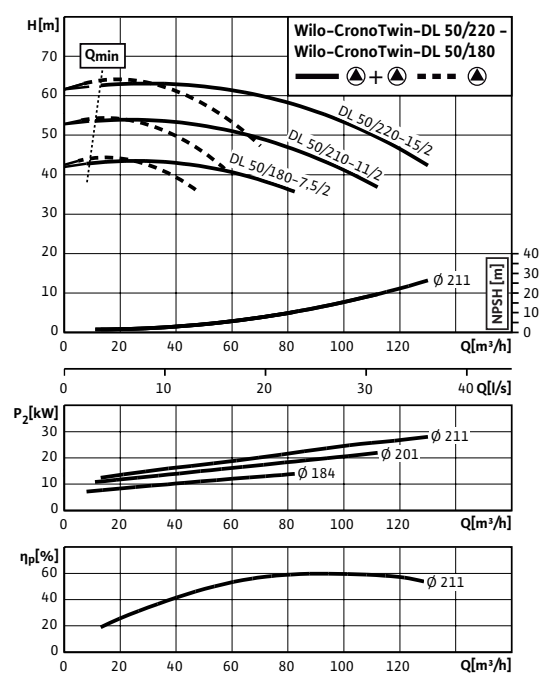 H[m]
Wilo-CronoTwin-DL 50/220 –
Wilo-CronoTwin-DL 50/180
+
Qmin
70
60
50
40
30
20
10
0
DL 50/220-15/2
DL 50/210-11/2
DL 50/180-7,5/2
Ø 211
NPSH [m]
40
30
20
10
0
0 20 40 60 80 100 120 Q[m³/h]
0 10 20 30 40 Q[l/s]
P2[kW]
30
20
10
0
Ø 211
Ø 201
Ø 184
0 20 40 60 80 100 120 Q[m³/h]
ηp[%]
60
40
20
0
Ø 211
0 20 40 60 80 100 120 Q[m³/h]